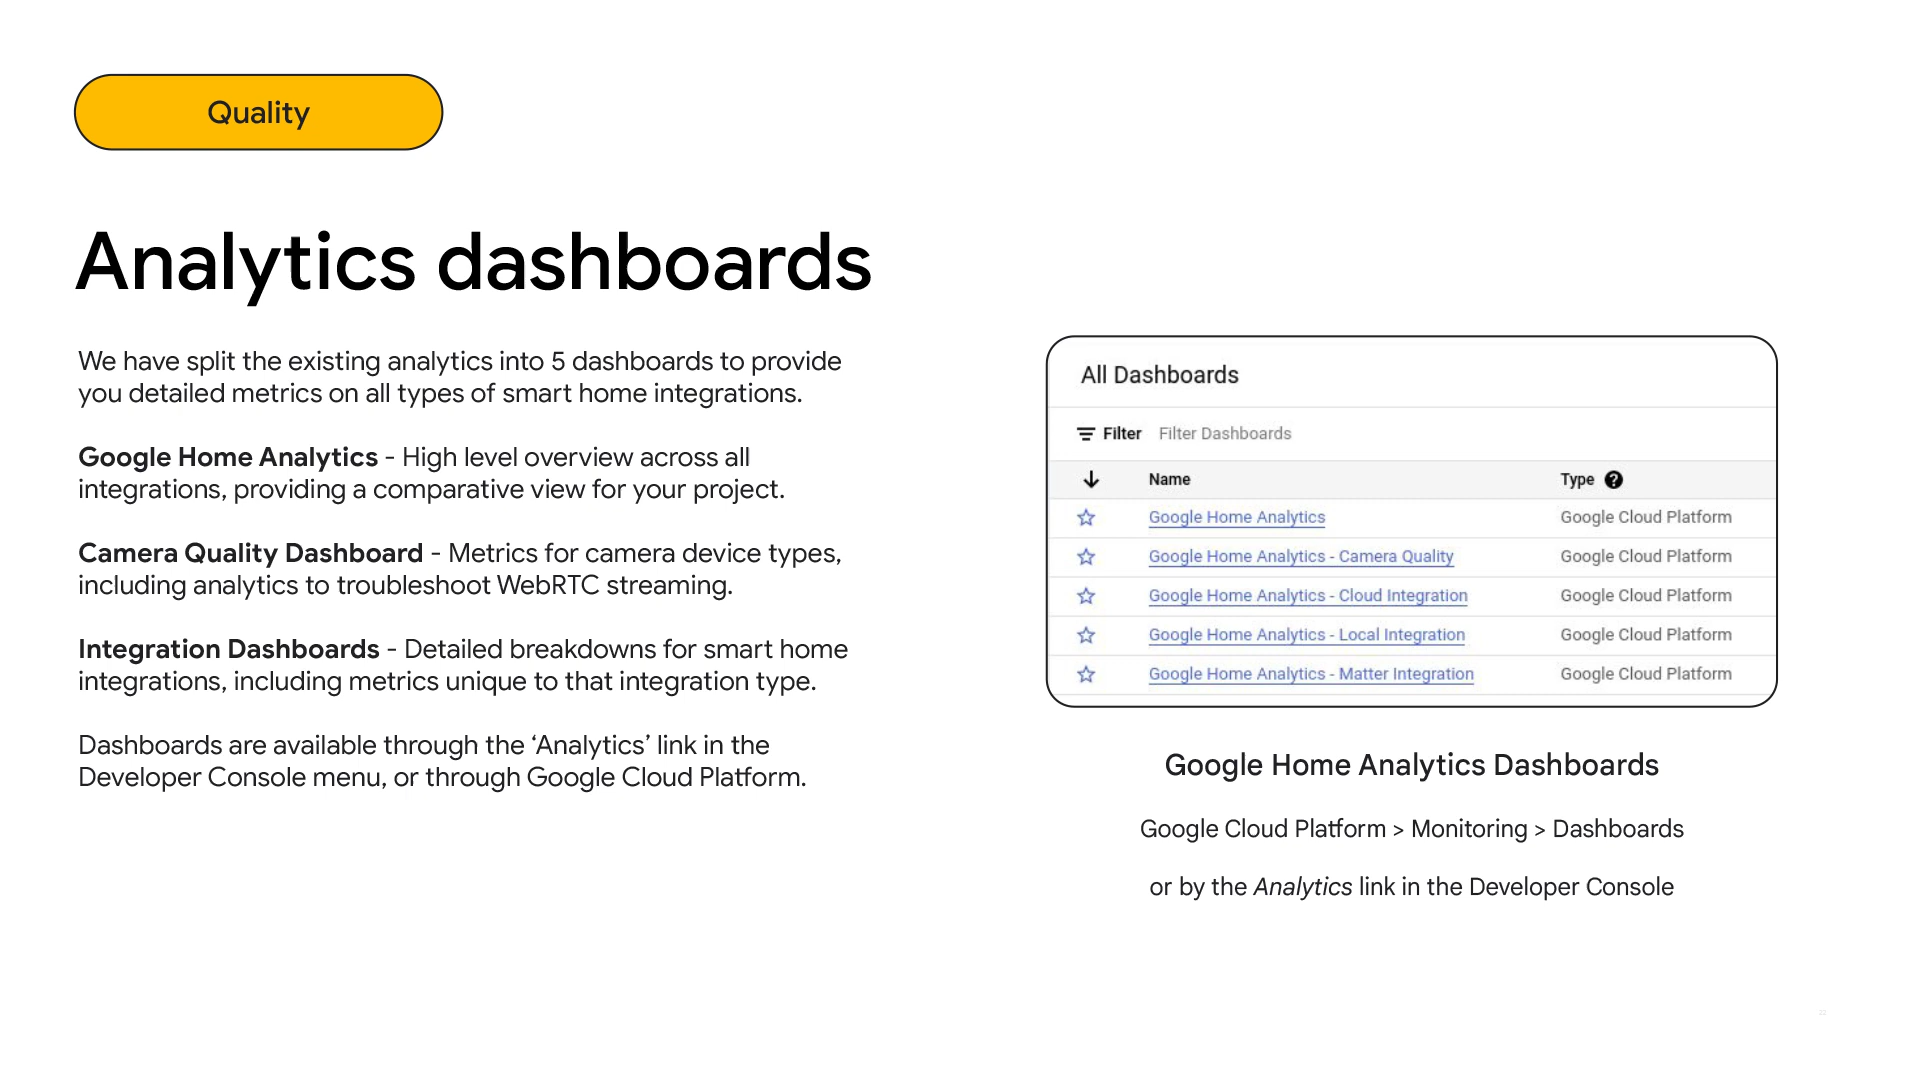 Quality
Analytics dashboards
We have split the existing analytics into 5 dashboards to provide
you detailed metrics on all types of smart home integrations.
Google Home Analytics - High level overview across all
integrations, providing a comparative view for your project.
Camera Quality Dashboard - Metrics for camera device types,
including analytics to troubleshoot WebRTC streaming.
Integration Dashboards - Detailed breakdowns for smart home
integrations, including metrics unique to that integration type.
Dashboards are available through the ‘Analytics’ link in the
Developer Console menu, or through Google Cloud Platform.
All Dashboards
Filter Filter Dashboards
Name Type ?
Google Home Analytics Google Cloud Platform
Google Home Analytics - Camera Quality Google Cloud Platform
Google Home Analytics - Cloud Integration Google Cloud Platform
Google Home Analytics - Local Integration Google Cloud Platform
Google Home Analytics - Matter Integration Google Cloud Platform
Google Home Analytics Dashboards
Google Cloud Platform > Monitoring > Dashboards
or by the Analytics link in the Developer Console